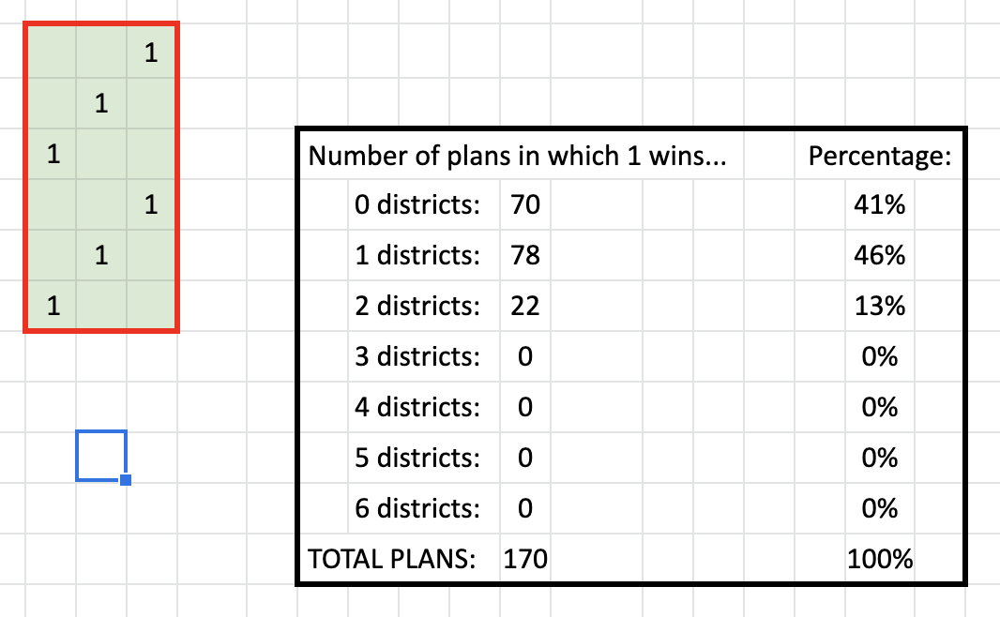 1
1
1
1
1
1
Number of plans in which 1 wins... Percentage:
0 districts: 70 41%
1 districts: 78 46%
2 districts: 22 13%
3 districts: 0 0%
4 districts: 0 0%
5 districts: 0 0%
6 districts: 0 0%
TOTAL PLANS: 170 100%